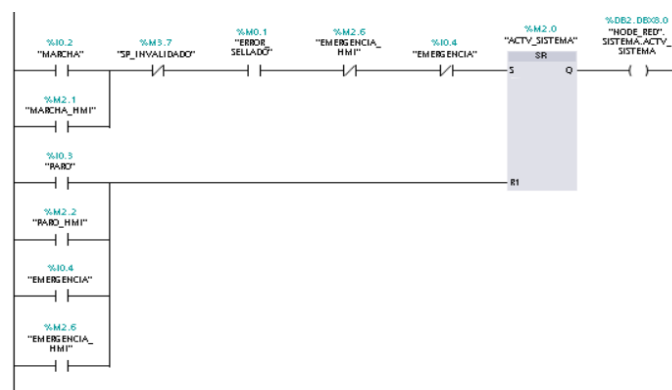 %I0.2
"MARCHA"
%M3.7
"SP_INVALIDADO"
%M0.1
"ERROR_
SELLADO"
%M2.6
"EMERGENCIA_
HMI"
%I0.4
"EMERGENCIA"
%M2.0
"ACTV_SISTEMA"
SR
S
Q
%DB2.DBX8.0
"NODE_RED".
SISTEMA.ACTV_
SISTEMA
%M2.1
"MARCHA_HMI"
%I0.3
"PARO"
R1
%M2.2
"PARO_HMI"
%I0.4
"EMERGENCIA"
%M2.6
"EMERGENCIA_
HMI"